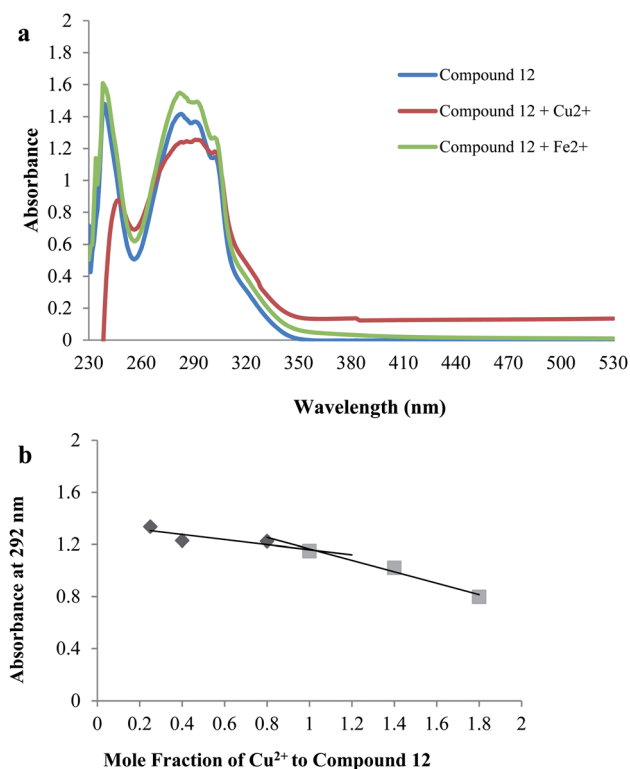 a
2
1.8
1.6
1.4
1.2
1
0.8
0.6
0.4
0.2
0
Absorbance
Compound 12
Compound 12 + Cu2+
Compound 12 + Fe2+
230 260 290 320 350 380 410 440 470 500 530
Wavelength (nm)
b
2
1.6
1.2
0.8
0.4
0
Absorbance at 292 nm
0 0.2 0.4 0.6 0.8 1 1.2 1.4 1.6 1.8 2
Mole Fraction of Cu²⁺ to Compound 12